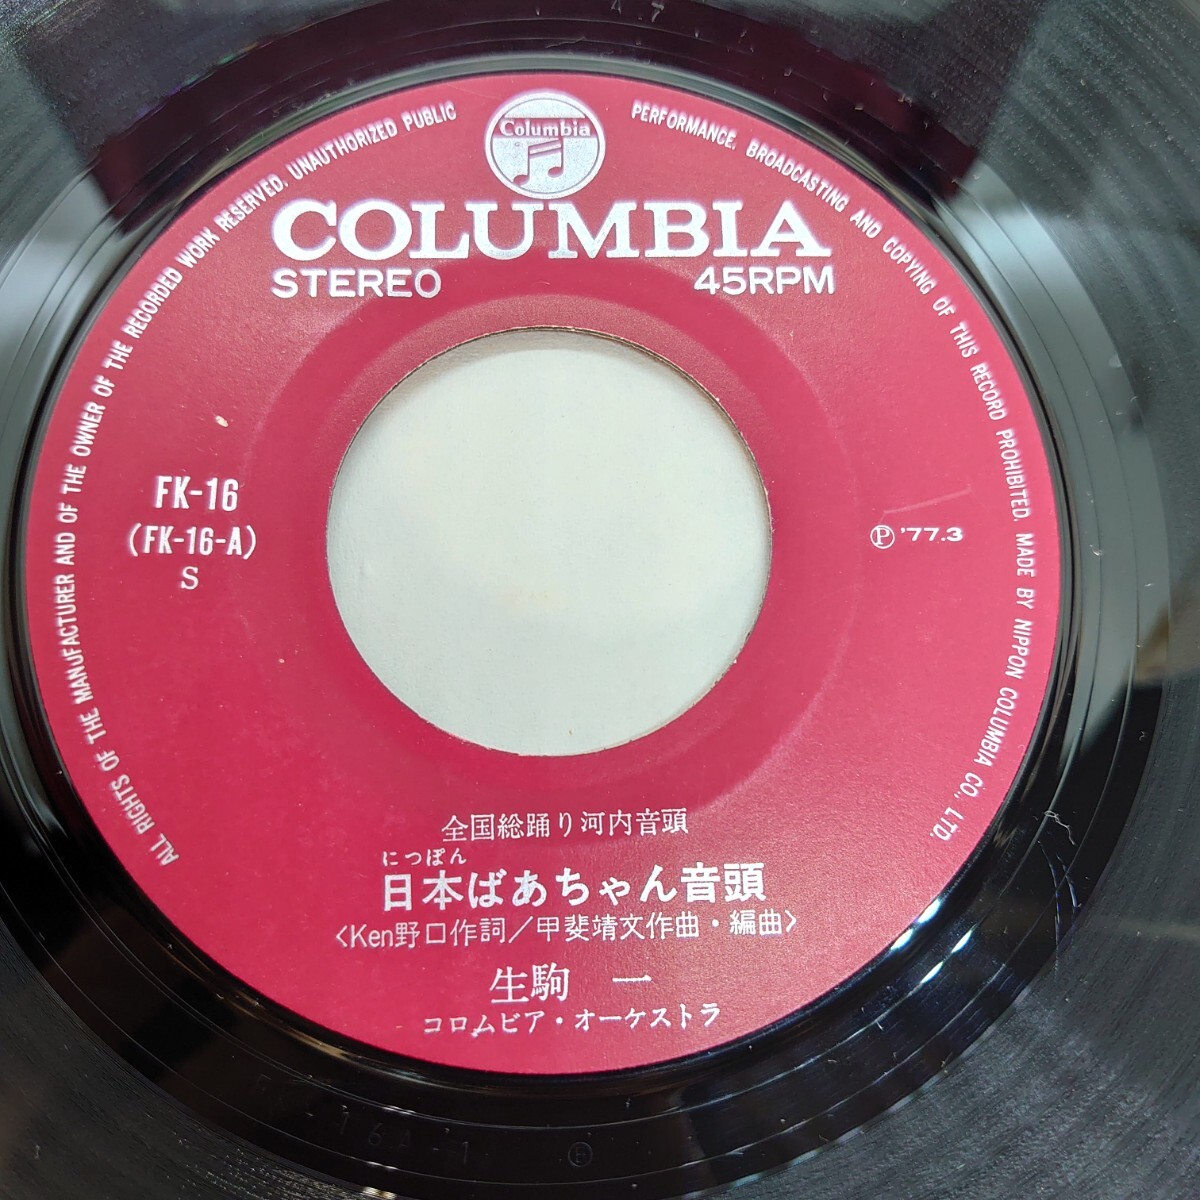 Columbia
COLUMBIA
STEREO 45RPM
ALL RIGHTS OF THE MANUFACTURER AND OF THE OWNER OF THE RECORDED WORK RESERVED. UNAUTHORIZED PUBLIC PERFORMANCE. BROADCASTING AND COPYING OF THIS RECORD PROHIBITED. MADE BY NIPPON COLUMBIA CO., LTD.
FK-16
(FK-16-A)
S
Ⓟ '77.3
全国総踊り河内音頭
にっぽん
日本ばあちゃん音頭
<Ken野口作詞/甲斐靖文作曲・編曲>
生駒 一
コロムビア・オーケストラ